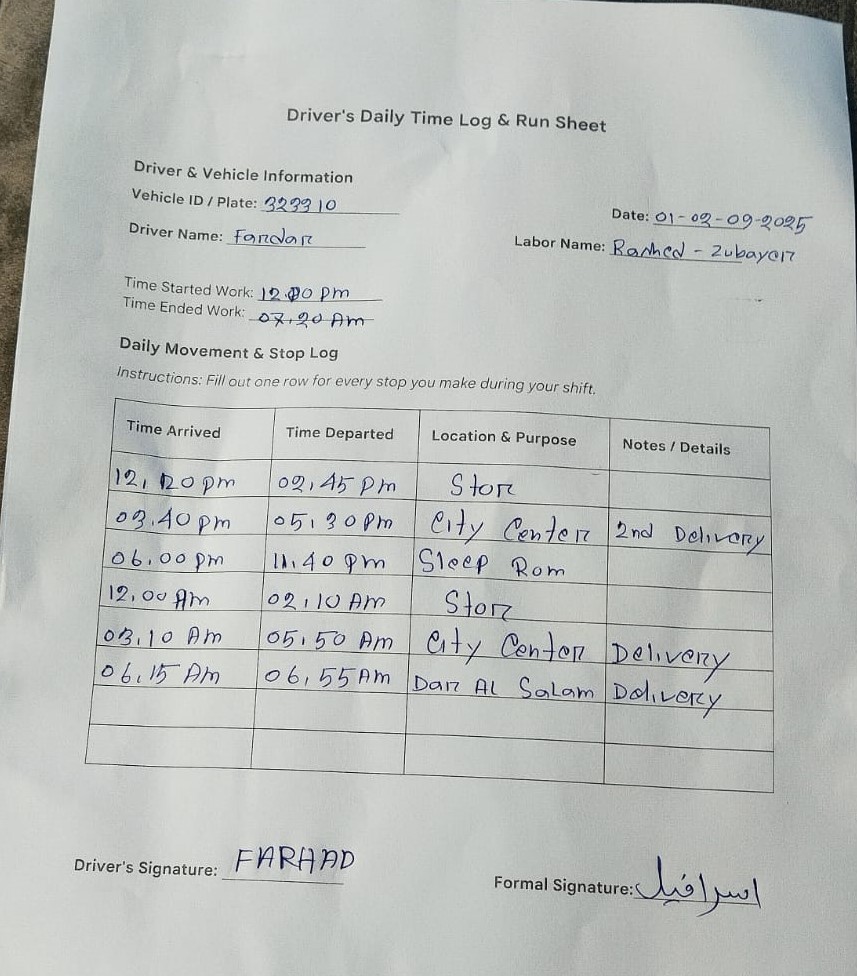 Driver's Daily Time Log & Run Sheet
Driver & Vehicle Information
Vehicle ID / Plate: 323910
Date: 01-02-09-2025
Driver Name: Fardar
Labor Name: Rashed - Zubayer
Time Started Work: 12.00 pm
Time Ended Work: 07.20 Am
Daily Movement & Stop Log
Instructions: Fill out one row for every stop you make during your shift.
Time Arrived Time Departed Location & Purpose Notes / Details
12, 20 pm 02, 45 pm Stor
03.40 pm 05, 30 pm City Center 2nd Delivery
06.00 pm 11.40 pm Sleep Rom
12.00 Am 02, 10 AM Stor
03.10 Am 05, 50 Am City Center Delivery
06.15 Am 06, 55 AM Dar AL Salam Delivery
Driver's Signature: FARHAD
Formal Signature: اسرافیل